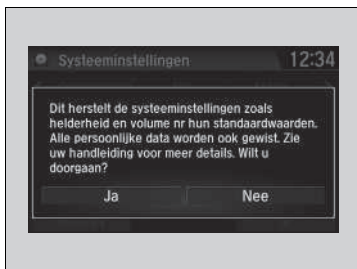 Systeeminstellingen 12:34
Dit herstelt de systeeminstellingen zoals
helderheid en volume nr hun standaardwaarden.
Alle persoonlijke data worden ook gewist. Zie
uw handleiding voor meer details. Wilt u
doorgaan?
Ja Nee